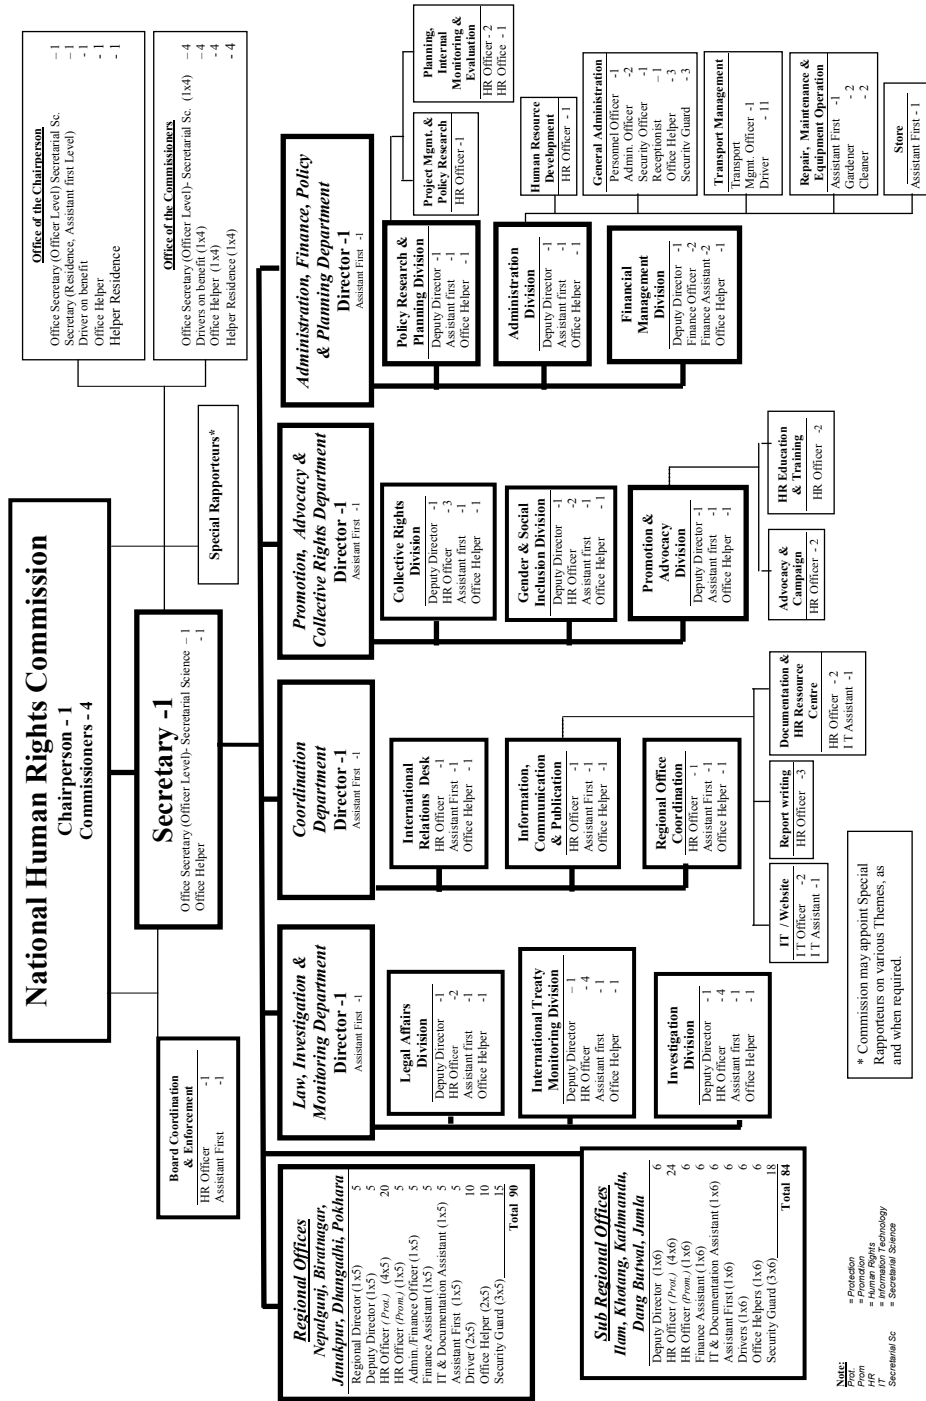 National Human Rights Commission
Chairperson - 1
Commissioners - 4
Office of the Chairperson
Office Secretary (Officer Level) Secretarial Sc. – 1
Secretary (Residence, Assistant first Level) – 1
Driver on benefit - 1
Office Helper - 1
Helper Residence - 1
Office of the Commissioners
Office Secretary (Officer Level)- Secretarial Sc. (1x4) – 4
Drivers on benefit (1x4) – 4
Office Helper (1x4) - 4
Helper Residence (1x4) - 4
Special Rapporteurs*
Secretary -1
Office Secretary (Officer Level)- Secretarial Science – 1
Office Helper - 1
Board Coordination
& Enforcement
HR Officer -1
Assistant First -1
Regional Offices
Nepalgunj, Biratnagar,
Janakpur, Dhangadhi, Pokhara
Regional Director (1x5) 5
Deputy Director (1x5) 5
HR Officer (Prot.) (4x5) 20
HR Officer (Prom.) (1x5) 5
Admin./Finance Officer (1x5) 5
Finance Assistant (1x5) 5
IT & Documentation Assistant (1x5) 5
Assistant First (1x5) 5
Driver (2x5) 10
Office Helper (2x5) 10
Security Guard (3x5) 15
Total 90
Sub Regional Offices
Ilam, Khotang, Kathmandu,
Dang Butwal, Jumla
Deputy Director (1x6) 6
HR Officer (Prot.) (4x6) 24
HR Officer (Prom.) (1x6) 6
Finance Assistant (1x6) 6
IT & Documentation Assistant (1x6) 6
Assistant First (1x6) 6
Drivers (1x6) 6
Office Helpers (1x6) 6
Security Guard (3x6) 18
Total 84
Law, Investigation &
Monitoring Department
Director -1
Assistant First -1
Legal Affairs
Division
Deputy Director -1
HR Officer -2
Assistant first -1
Office Helper -1
International Treaty
Monitoring Division
Deputy Director – 1
HR Officer - 4
Assistant first - 1
Office Helper - 1
Investigation
Division
Deputy Director -1
HR Officer -4
Assistant first -1
Office Helper -1
Coordination
Department
Director -1
Assistant First -1
International
Relations Desk
HR Officer -1
Assistant First -1
Office Helper -1
Information,
Communication
& Publication
HR Officer -1
Assistant First -1
Office Helper -1
Regional Office
Coordination
HR Officer -1
Assistant First -1
Office Helper -1
IT / Website
I T Officer -2
I T Assistant -1
Report writing
HR Officer -3
Documentation &
HR Ressource
Centre
HR Officer - 2
I T Assistant -1
Promotion, Advocacy &
Collective Rights Department
Director -1
Assistant First -1
Collective Rights
Division
Deputy Director -1
HR Officer -3
Assistant first -1
Office Helper -1
Gender & Social
Inclusion Division
Deputy Director -1
HR Officer -2
Assistant first -1
Office Helper -1
Promotion &
Advocacy
Division
Deputy Director -1
Assistant first -1
Office Helper -1
Advocacy &
Campaign
HR Officer - 2
HR Education
& Training
HR Officer -2
Administration, Finance, Policy
& Planning Department
Director -1
Assistant First -1
Policy Research &
Planning Division
Deputy Director -1
Assistant first -1
Office Helper -1
Project Mgmt. &
Policy Research
HR Officer -1
Planning,
Internal
Monitoring &
Evaluation
HR Officer - 2
HR Office - 1
Administration
Division
Deputy Director -1
Assistant first -1
Office Helper -1
Financial
Management
Division
Deputy Director -1
Finance Officer -2
Finance Assistant -2
Office Helper -1
Human Resource
Development
HR Officer -1
General Administration
Personnel Officer -1
Admin. Officer -2
Security Officer -1
Receptionist – 1
Office Helper - 3
Security Guard - 3
Transport Management
Transport
Mgmt. Officer -1
Driver - 11
Repair, Maintenance &
Equipment Operation
Assistant First -1
Gardener - 2
Cleaner - 2
Store
Assistant First - 1
* Commission may appoint Special
Rapporteurs on various Themes, as
and when required.
Note:
Prot. = Protection
Prom = Promotion
HR = Human Rights
IT = Information Technology
Secretarial Sc = Secretarial Science